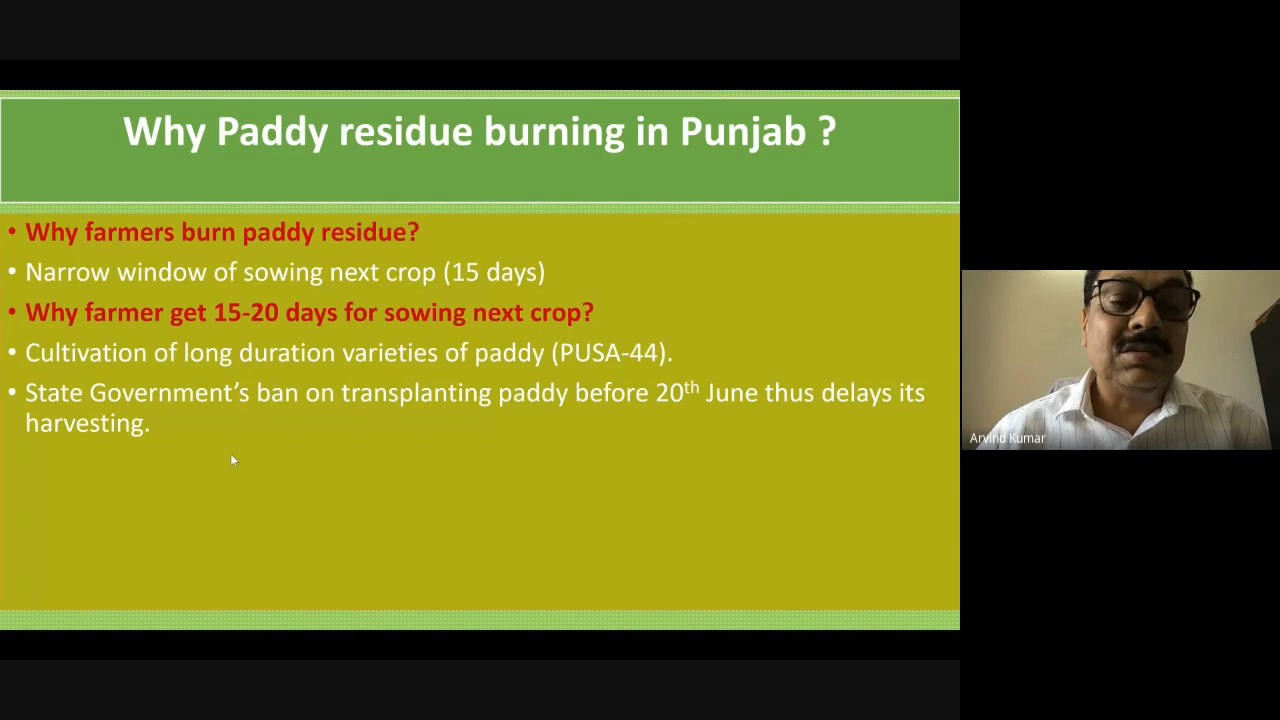 Why Paddy residue burning in Punjab ?
• Why farmers burn paddy residue?
• Narrow window of sowing next crop (15 days)
• Why farmer get 15-20 days for sowing next crop?
• Cultivation of long duration varieties of paddy (PUSA-44).
• State Government’s ban on transplanting paddy before 20th June thus delays its
harvesting.
Arvind Kumar